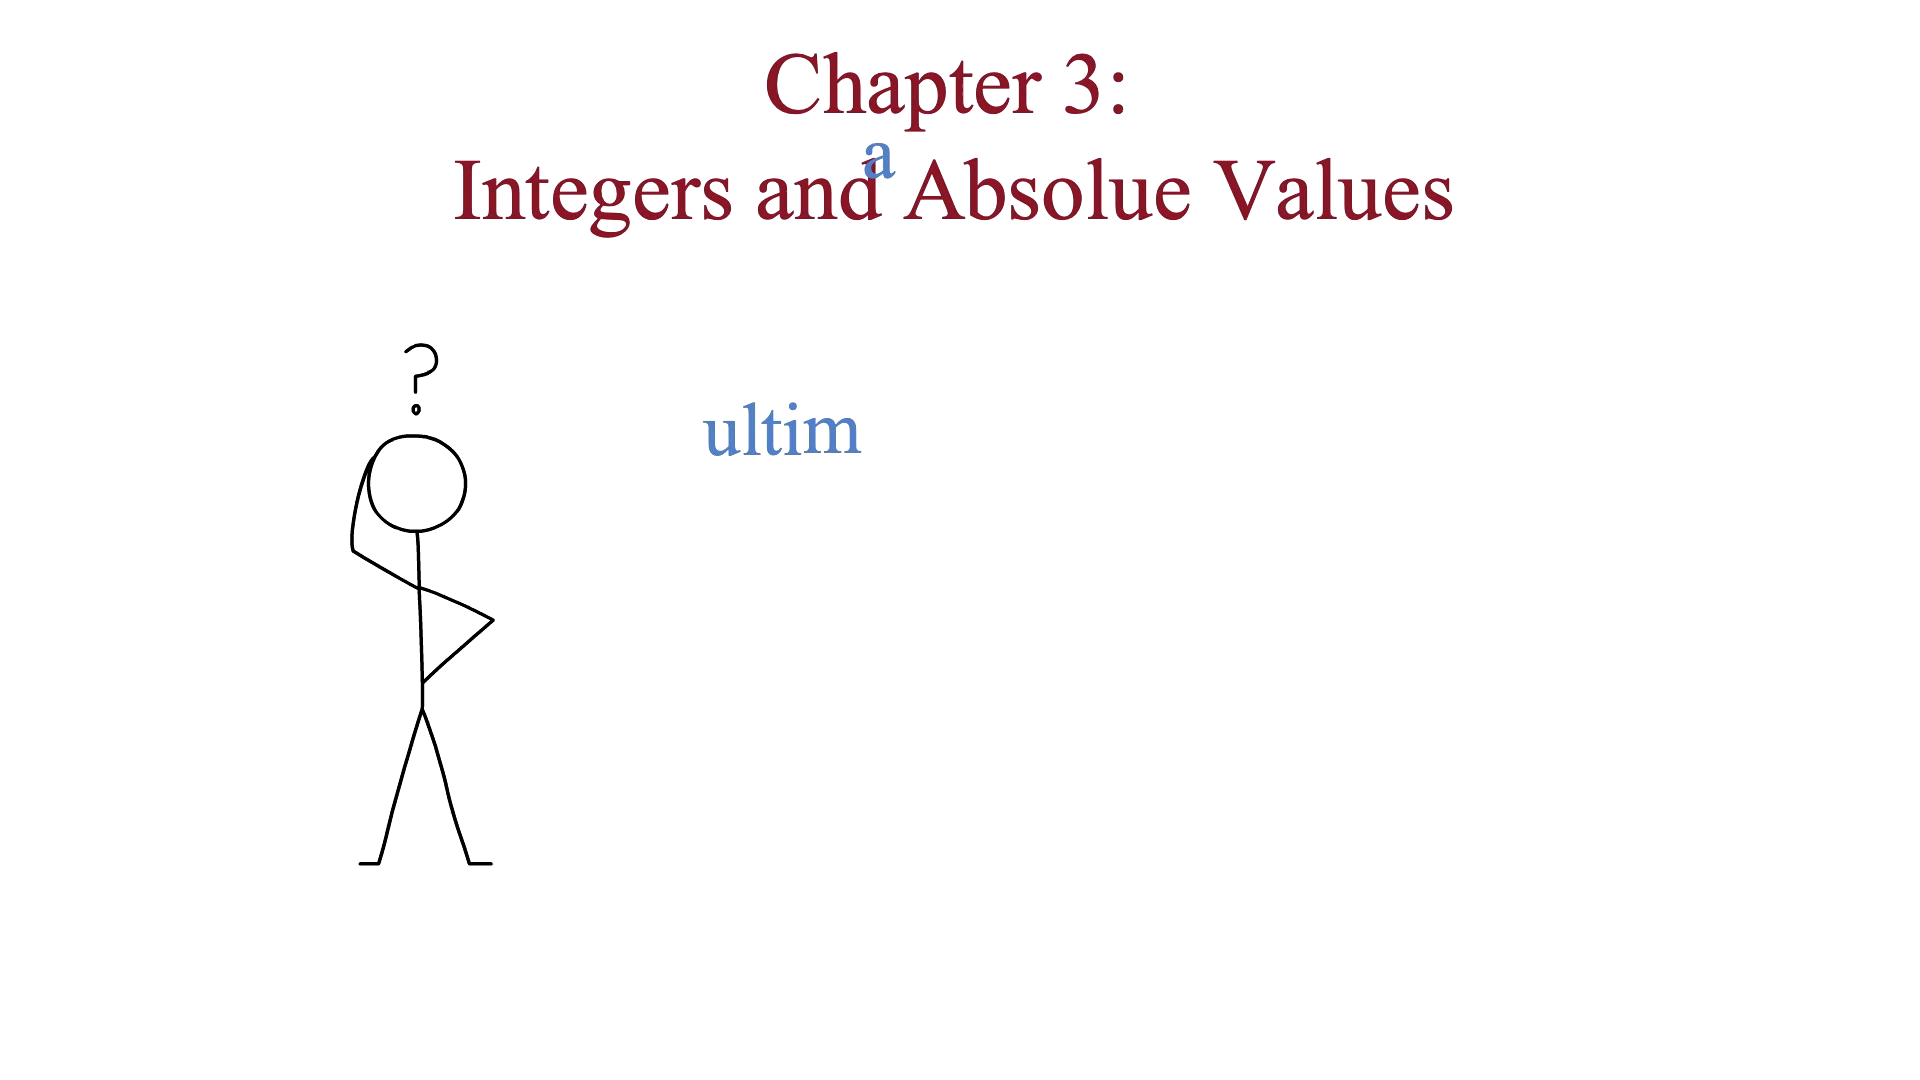 Chapter 3:
a
Integers and Absolue Values
?
ultim